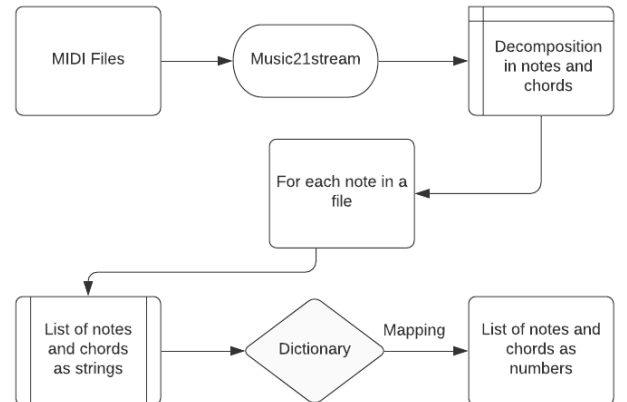 MIDI Files
Music21stream
Decomposition
in notes and
chords
For each note in a
file
List of notes
and chords
as strings
Dictionary
Mapping
List of notes and
chords as
numbers